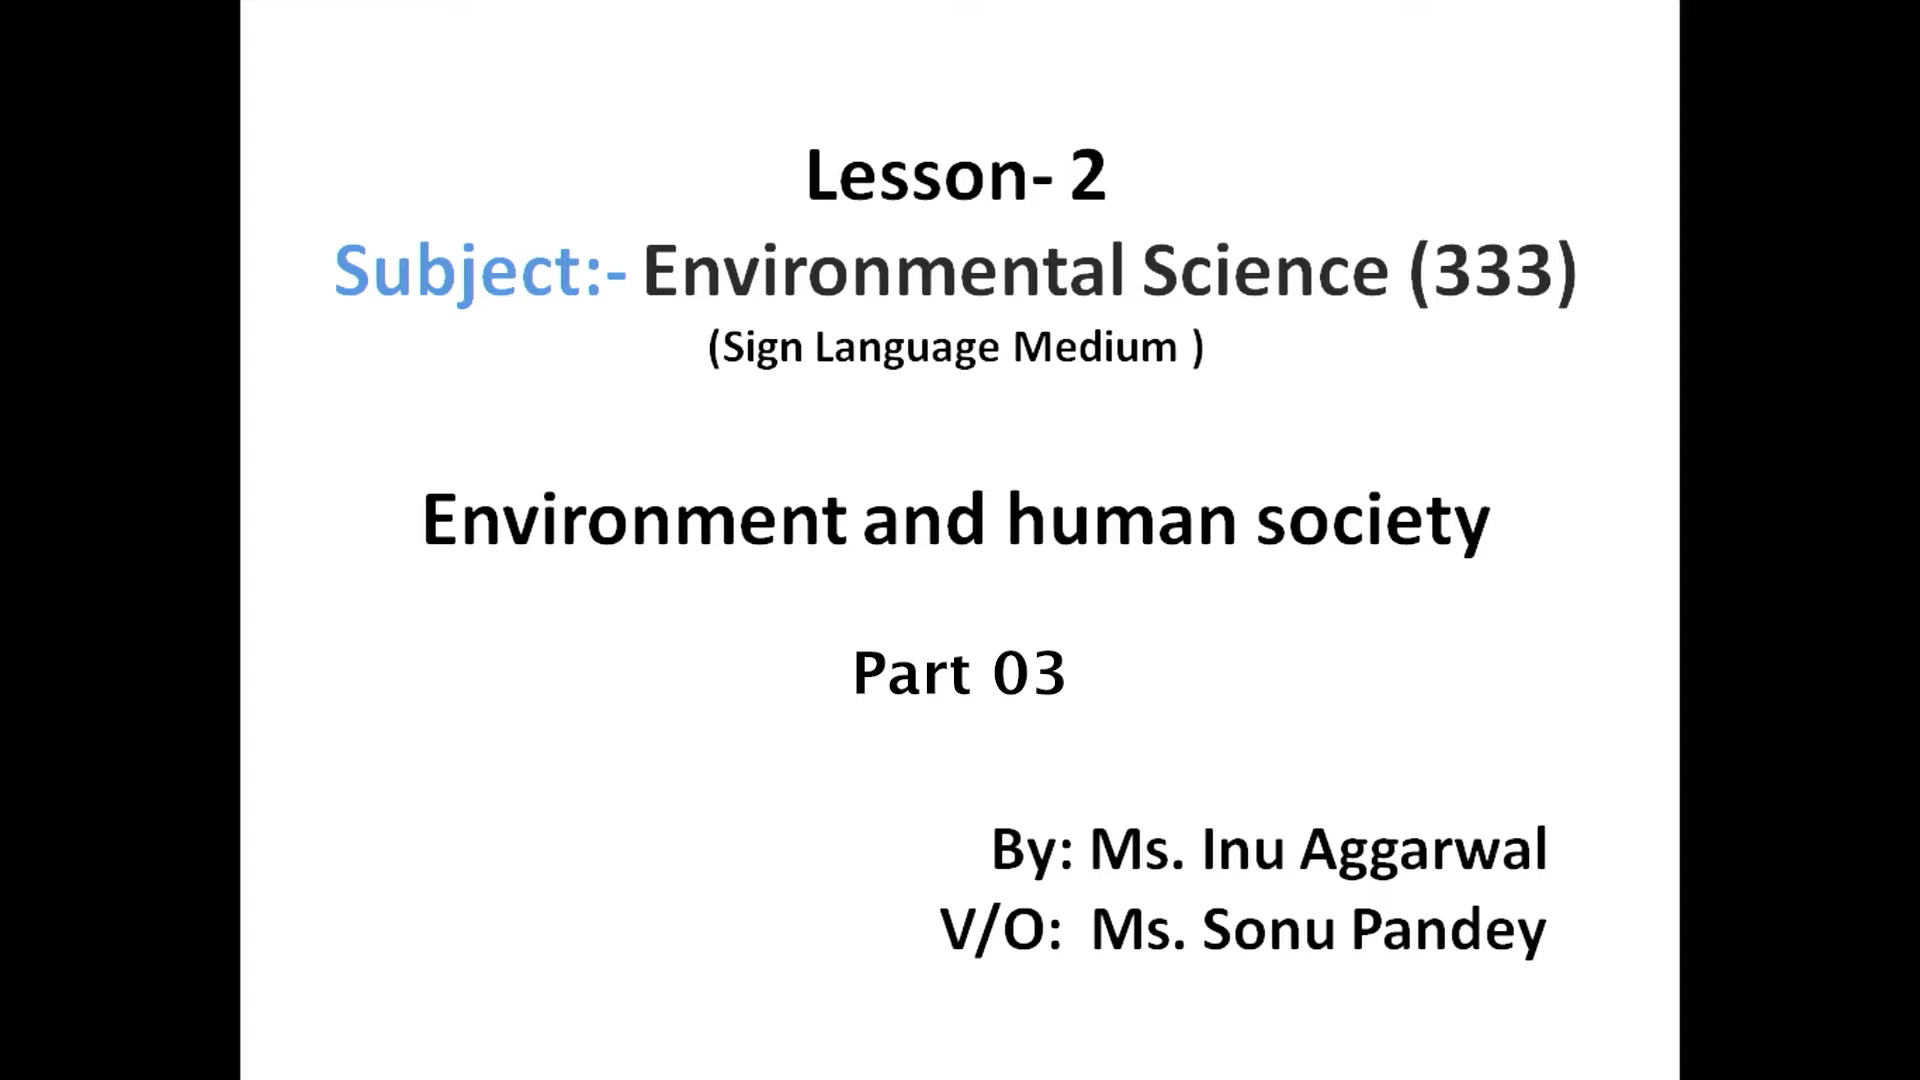 Lesson- 2
Subject:- Environmental Science (333)
(Sign Language Medium )
Environment and human society
Part 03
By: Ms. Inu Aggarwal
V/O: Ms. Sonu Pandey